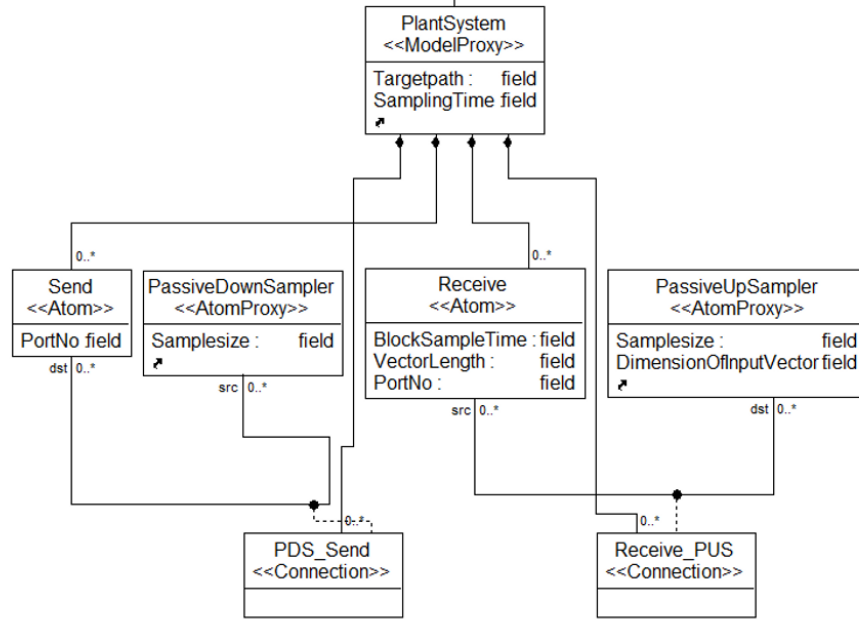 PlantSystem
<<ModelProxy>>
Targetpath : field
SamplingTime : field
0..*
0..*
Send
<<Atom>>
PortNo : field
PassiveDownSampler
<<AtomProxy>>
Samplesize : field
Receive
<<Atom>>
BlockSampleTime : field
VectorLength : field
PortNo : field
PassiveUpSampler
<<AtomProxy>>
Samplesize : field
DimensionOfInputVector field
dst 0..*
src 0..*
src 0..*
dst 0..*
0..*
0..*
PDS_Send
<<Connection>>
Receive_PUS
<<Connection>>